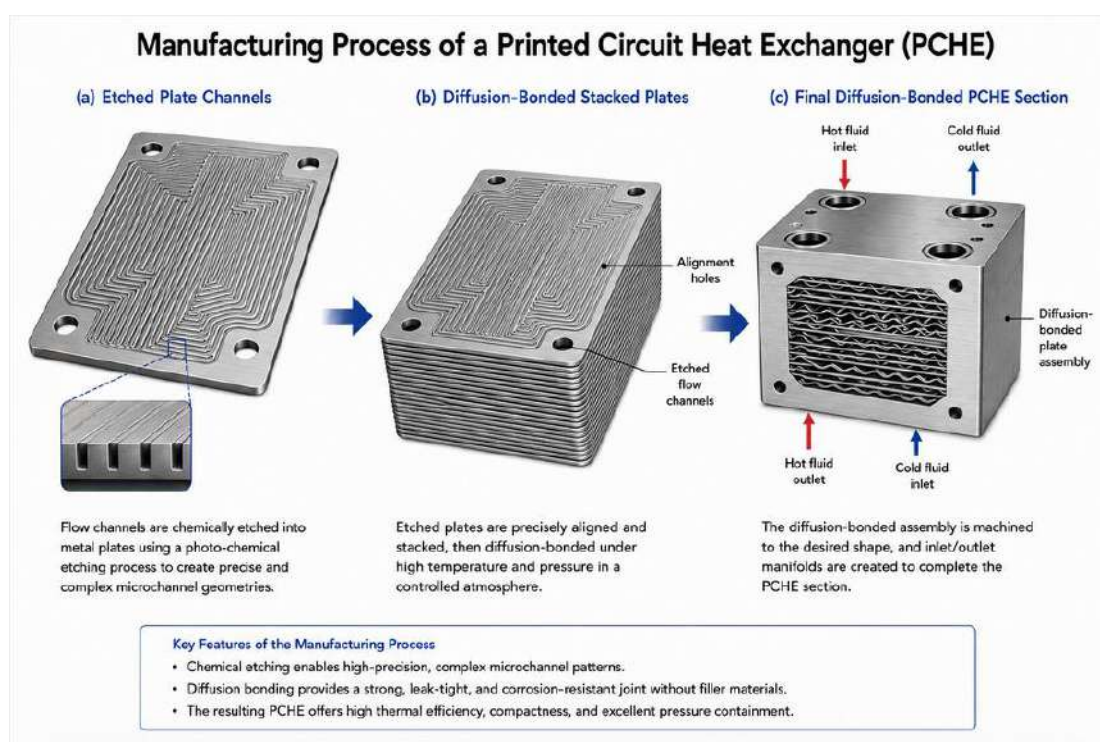 Manufacturing Process of a Printed Circuit Heat Exchanger (PCHE)
(a) Etched Plate Channels
(b) Diffusion-Bonded Stacked Plates
(c) Final Diffusion-Bonded PCHE Section
Hot fluid
inlet
Cold fluid
outlet
Alignment
holes
Etched
flow
channels
Diffusion-
bonded
plate
assembly
Hot fluid
outlet
Cold fluid
inlet
Flow channels are chemically etched into
metal plates using a photo-chemical
etching process to create precise and
complex microchannel geometries.
Etched plates are precisely aligned and
stacked, then diffusion-bonded under
high temperature and pressure in a
controlled atmosphere.
The diffusion-bonded assembly is machined
to the desired shape, and inlet/outlet
manifolds are created to complete the
PCHE section.
Key Features of the Manufacturing Process
• Chemical etching enables high-precision, complex microchannel patterns.
• Diffusion bonding provides a strong, leak-tight, and corrosion-resistant joint without filler materials.
• The resulting PCHE offers high thermal efficiency, compactness, and excellent pressure containment.